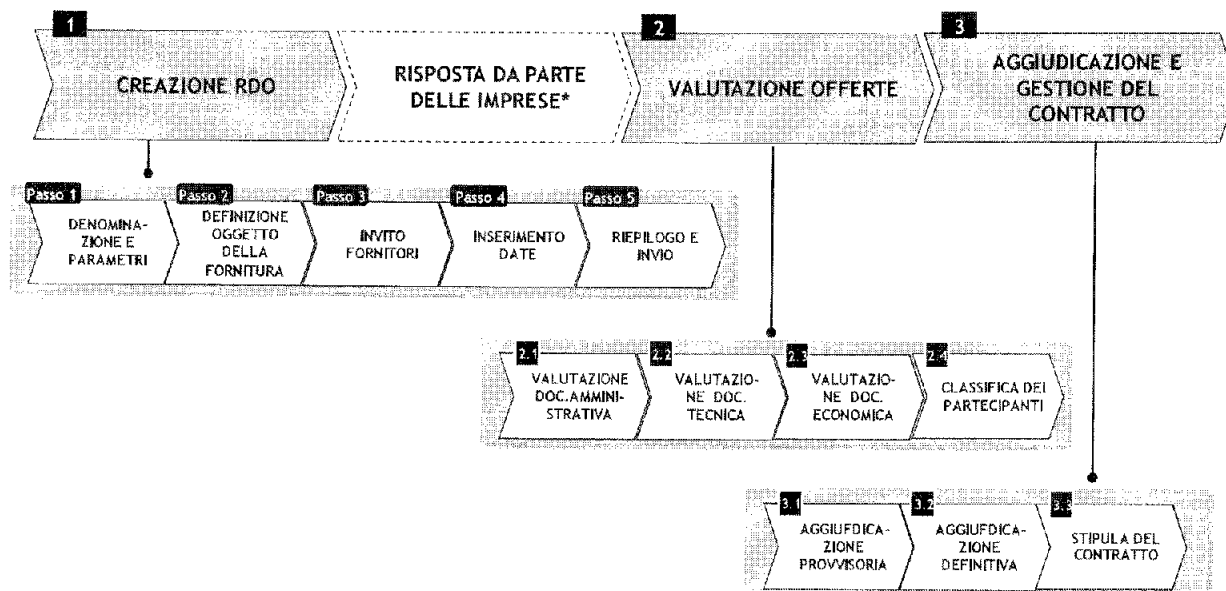 1
CREAZIONE RDO
RISPOSTA DA PARTE
DELLE IMPRESE*
2
VALUTAZIONE OFFERTE
3
AGGIUDICAZIONE E
GESTIONE DEL
CONTRATTO
Passo 1
DENOMINA-
ZIONE E
PARAMETRI
Passo 2
DEFINIZIONE
OGGETTO
DELLA
FORNITURA
Passo 3
INVITO
FORNITORI
Passo 4
INSERIMENTO
DATE
Passo 5
RIEPILOGO E
INVIO
2.1
VALUTAZIONE
DOC.AMMINI-
STRATIVA
2.2
VALUTAZIO-
NE DOC.
TECNICA
2.3
VALUTAZIO-
NE DOC.
ECONOMICA
2.4
CLASSIFICA DEI
PARTECIPANTI
3.1
AGGIUFDICA-
ZIONE
PROVVISORIA
3.2
AGGIUFDICA-
ZIONE
DEFINITIVA
3.3
STIPULA DEL
CONTRATTO